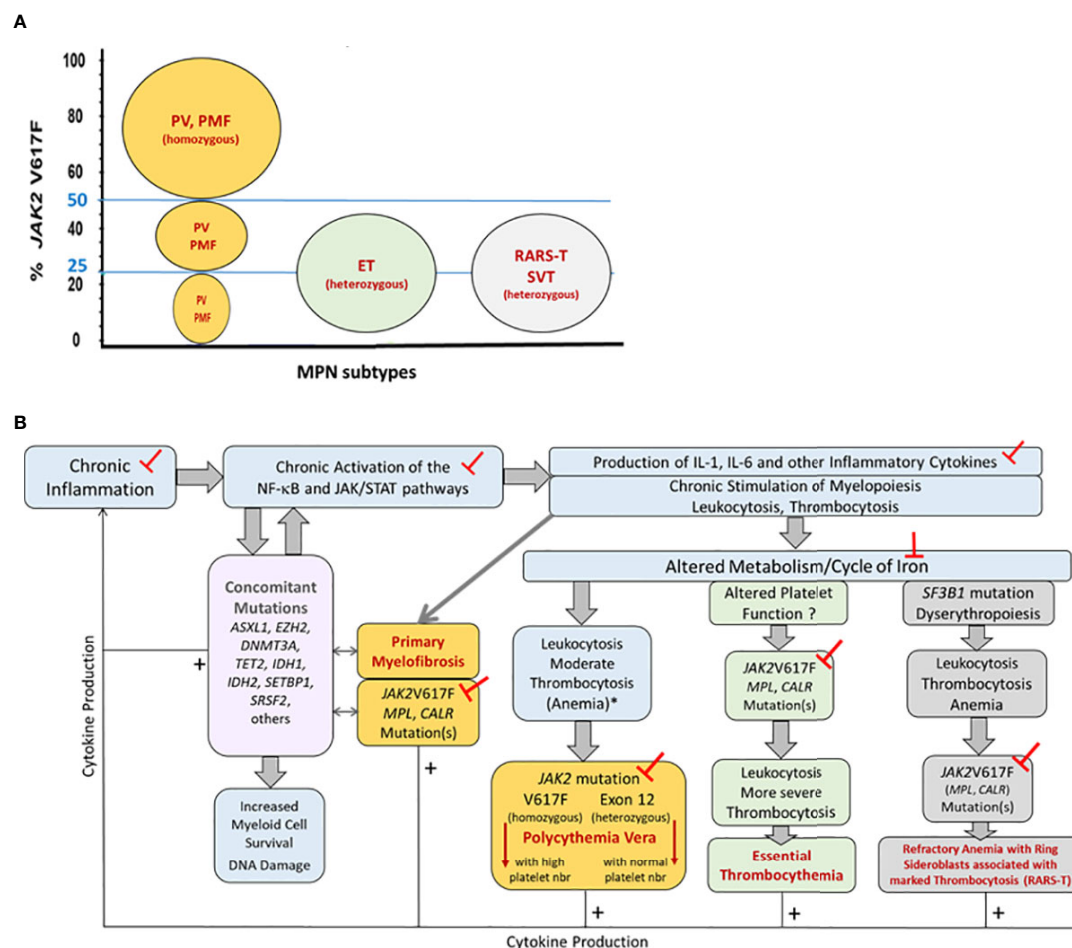 A
100
80
60
50
40
25
20
0
% JAK2 V617F
PV, PMF
(homozygous)
PV
PMF
PV
PMF
ET
(heterozygous)
RARS-T
SVT
(heterozygous)
MPN subtypes
B
Chronic
Inflammation
Chronic Activation of the
NF-κB and JAK/STAT pathways
Production of IL-1, IL-6 and other Inflammatory Cytokines
Chronic Stimulation of Myelopoiesis
Leukocytosis, Thrombocytosis
Altered Metabolism/Cycle of Iron
Concomitant
Mutations
ASXL1, EZH2,
DNMT3A,
TET2, IDH1,
IDH2, SETBP1,
SRSF2,
others
Increased
Myeloid Cell
Survival
DNA Damage
Primary
Myelofibrosis
JAK2V617F
MPL, CALR
Mutation(s)
Leukocytosis
Moderate
Thrombocytosis
(Anemia)*
JAK2 mutation
V617F Exon 12
(homozygous) (heterozygous)
Polycythemia Vera
with high with normal
platelet nbr platelet nbr
Altered Platelet
Function ?
JAK2V617F
MPL, CALR
Mutation(s)
Leukocytosis
More severe
Thrombocytosis
Essential
Thrombocythemia
SF3B1 mutation
Dyserythropoiesis
Leukocytosis
Thrombocytosis
Anemia
JAK2V617F
(MPL, CALR)
Mutation(s)
Refractory Anemia with Ring
Sideroblasts associated with
marked Thrombocytosis (RARS-T)
Cytokine Production
+
+
+
+
+
Cytokine Production